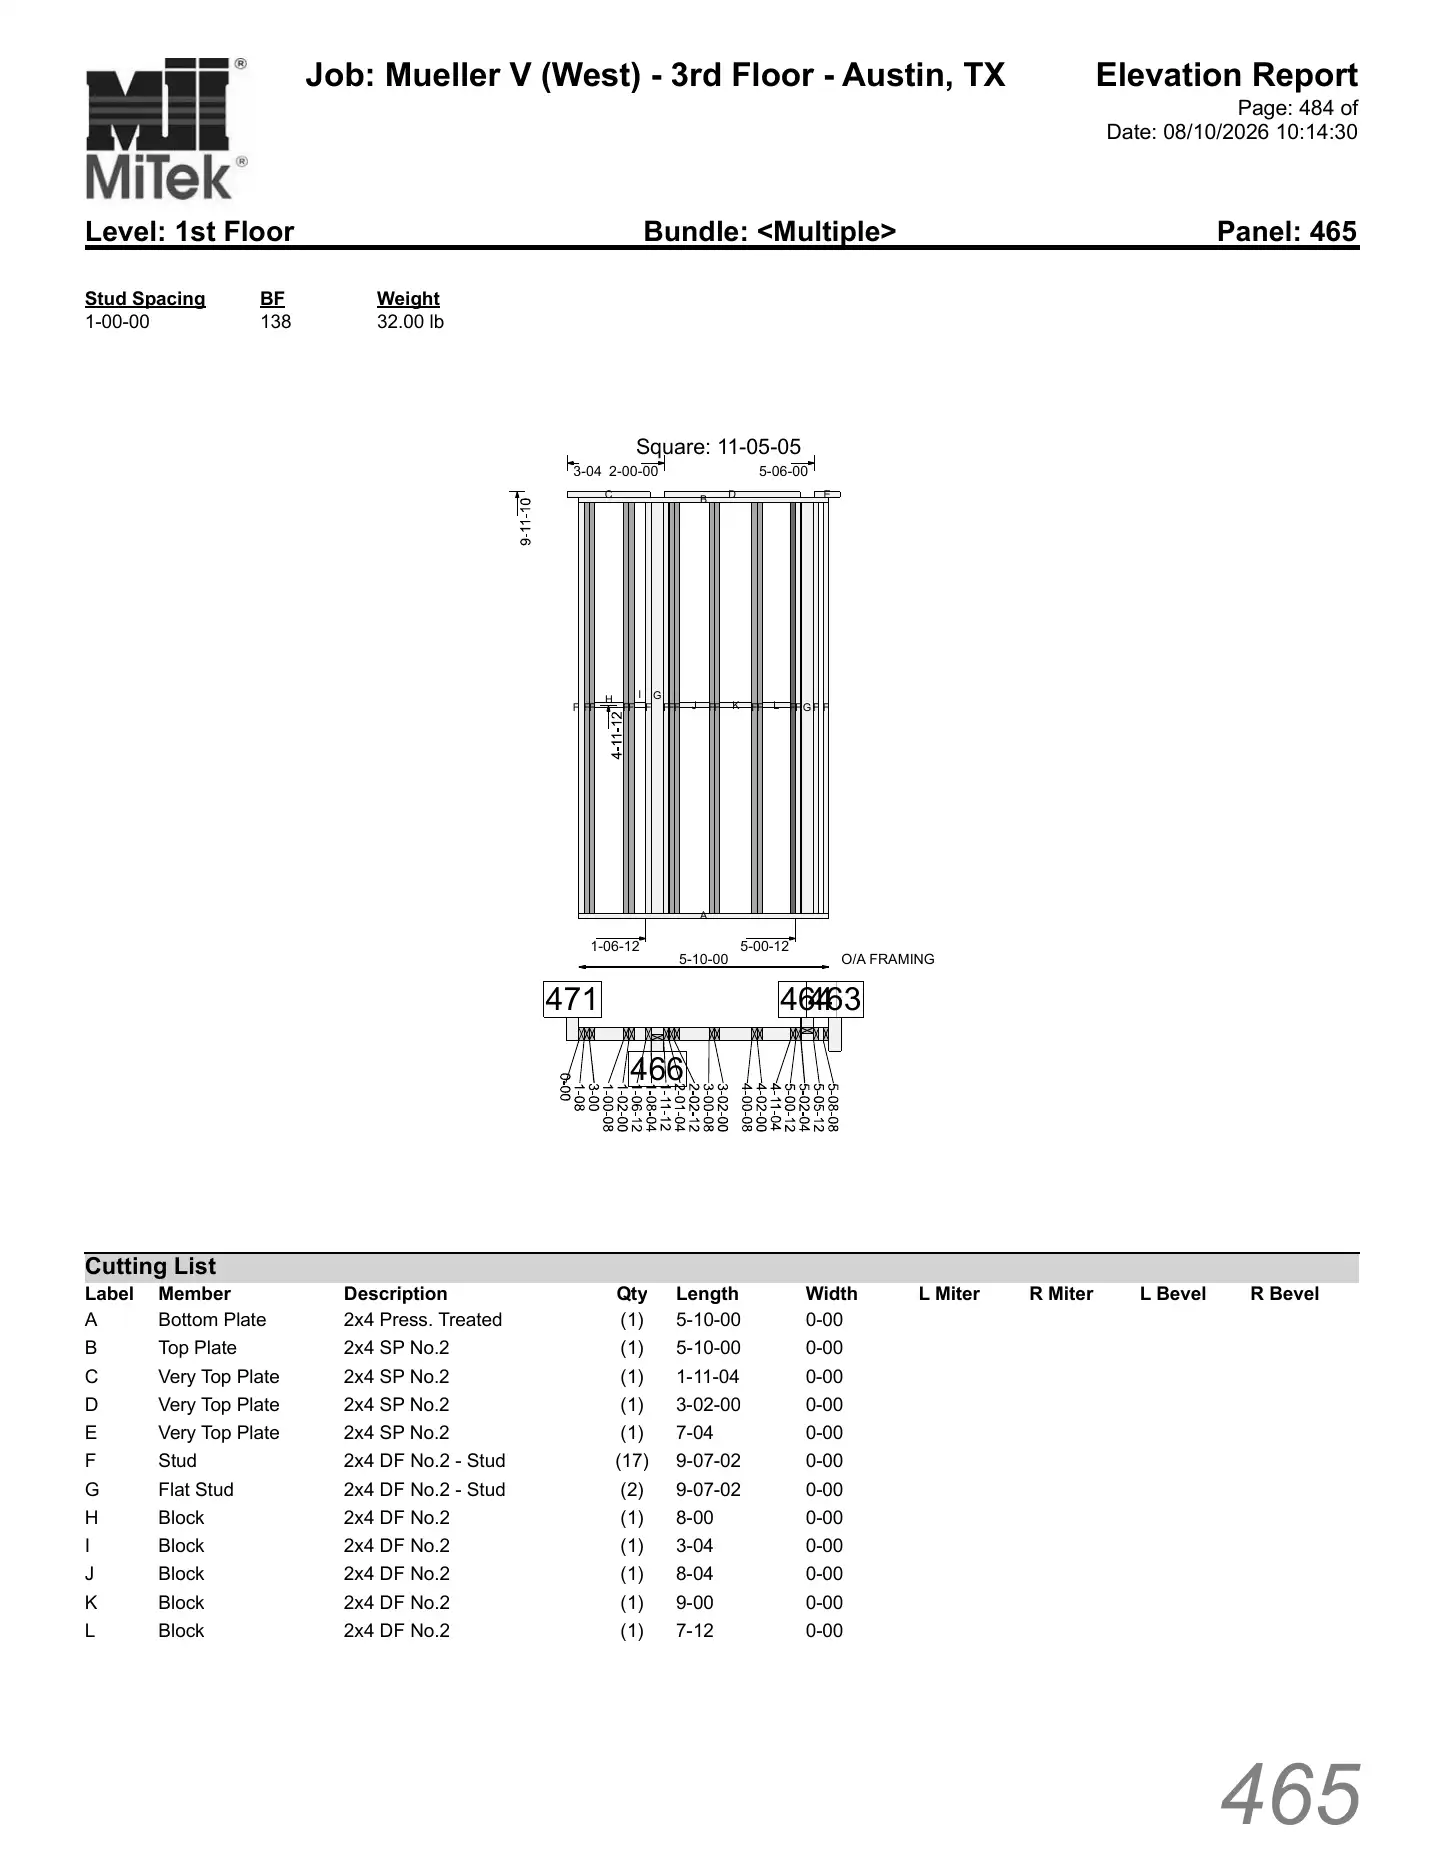 Job: Mueller V (West) - 3rd Floor - Austin, TX
Elevation Report
Page: 484 of
Date: 08/10/2026 10:14:30
MiTek®
Level: 1st Floor Bundle: <Multiple> Panel: 465
Stud Spacing BF Weight
1-00-00 138 32.00 lb
Square: 11-05-05
3-04 2-00-00 5-06-00
C B D E
9-11-10
H I G
F F F F F F F F F J F F K F F L F G F F
4-11-12
A
1-06-12 5-00-12
5-10-00 O/A FRAMING
471 464 463
466
0-00 1-08 3-00 1-00-08 1-02-00 1-06-12 1-08-04 1-11-12 2-01-04 2-02-12 3-00-08 3-02-00 4-00-08 4-02-00 4-11-04 5-00-12 5-02-04 5-05-12 5-08-08
Cutting List
Label Member Description Qty Length Width L Miter R Miter L Bevel R Bevel
A Bottom Plate 2x4 Press. Treated (1) 5-10-00 0-00
B Top Plate 2x4 SP No.2 (1) 5-10-00 0-00
C Very Top Plate 2x4 SP No.2 (1) 1-11-04 0-00
D Very Top Plate 2x4 SP No.2 (1) 3-02-00 0-00
E Very Top Plate 2x4 SP No.2 (1) 7-04 0-00
F Stud 2x4 DF No.2 - Stud (17) 9-07-02 0-00
G Flat Stud 2x4 DF No.2 - Stud (2) 9-07-02 0-00
H Block 2x4 DF No.2 (1) 8-00 0-00
I Block 2x4 DF No.2 (1) 3-04 0-00
J Block 2x4 DF No.2 (1) 8-04 0-00
K Block 2x4 DF No.2 (1) 9-00 0-00
L Block 2x4 DF No.2 (1) 7-12 0-00
465